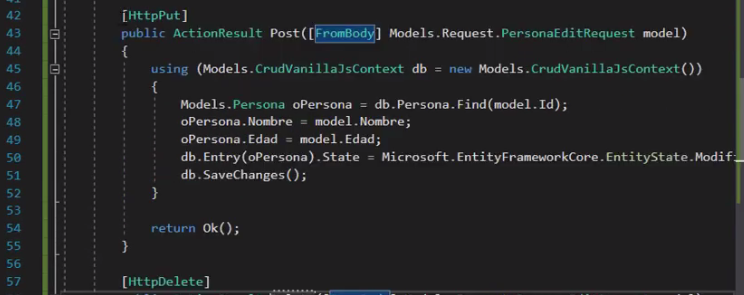 42 [HttpPut]
43 public ActionResult Post([FromBody] Models.Request.PersonaEditRequest model)
44 {
45 using (Models.CrudVanillaJsContext db = new Models.CrudVanillaJsContext())
46 {
47 Models.Persona oPersona = db.Persona.Find(model.Id);
48 oPersona.Nombre = model.Nombre;
49 oPersona.Edad = model.Edad;
50 db.Entry(oPersona).State = Microsoft.EntityFrameworkCore.EntityState.Modif
51 db.SaveChanges();
52 }
53
54 return Ok();
55 }
56
57 [HttpDelete]